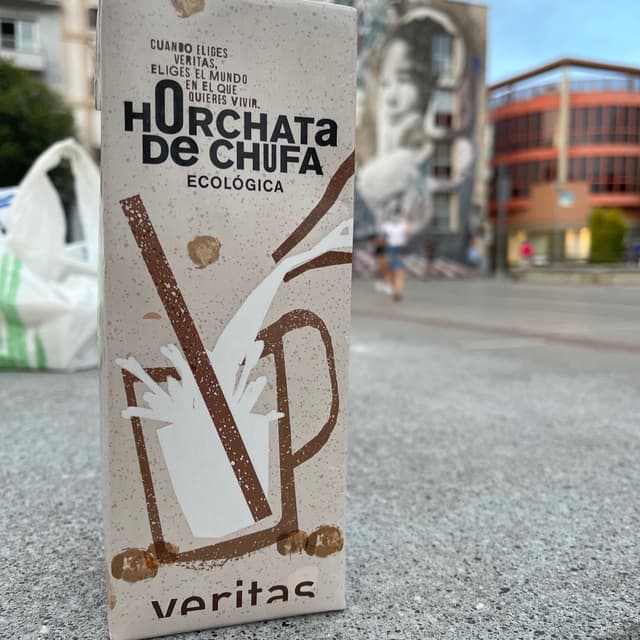 CUANDO ELIGES
VERITAS,
ELIGES EL MUNDO
EN EL QUE
QUIERES VIVIR.
HORCHATa
De CHUFA
ECOLÓGICA
veritas